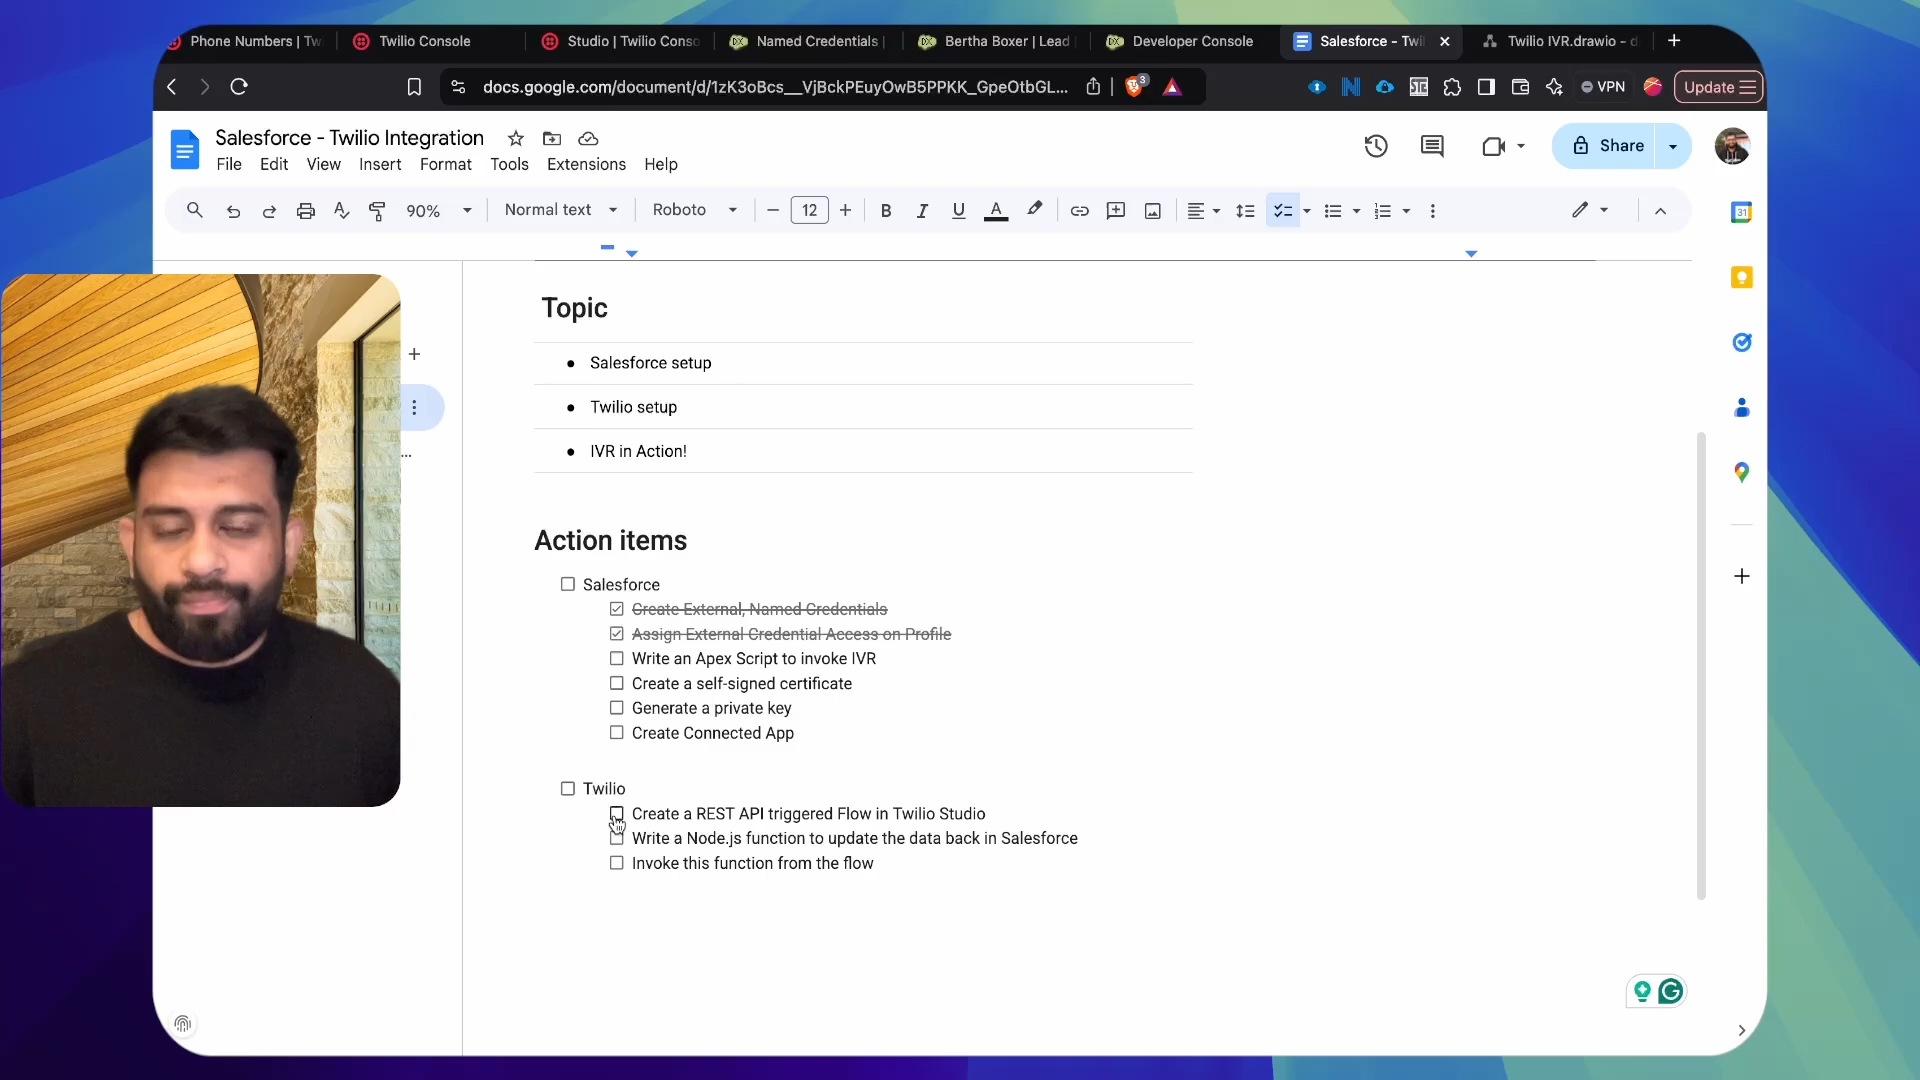 Phone Numbers | Tw
Twilio Console
Studio | Twilio Conso
Named Credentials |
Bertha Boxer | Lead
Developer Console
Salesforce - Twi
Twilio IVR.drawio - d
docs.google.com/document/d/1zK3oBcs__VjBckPEuyOwB5PPKK_GpeOtbGL...
3
VPN
Update
Salesforce - Twilio Integration
File Edit View Insert Format Tools Extensions Help
Share
90%
Normal text
Roboto
12
31
Topic
Salesforce setup
Twilio setup
IVR in Action!
Action items
Salesforce
Create External, Named Credentials
Assign External Credential Access on Profile
Write an Apex Script to invoke IVR
Create a self-signed certificate
Generate a private key
Create Connected App
Twilio
Create a REST API triggered Flow in Twilio Studio
Write a Node.js function to update the data back in Salesforce
Invoke this function from the flow